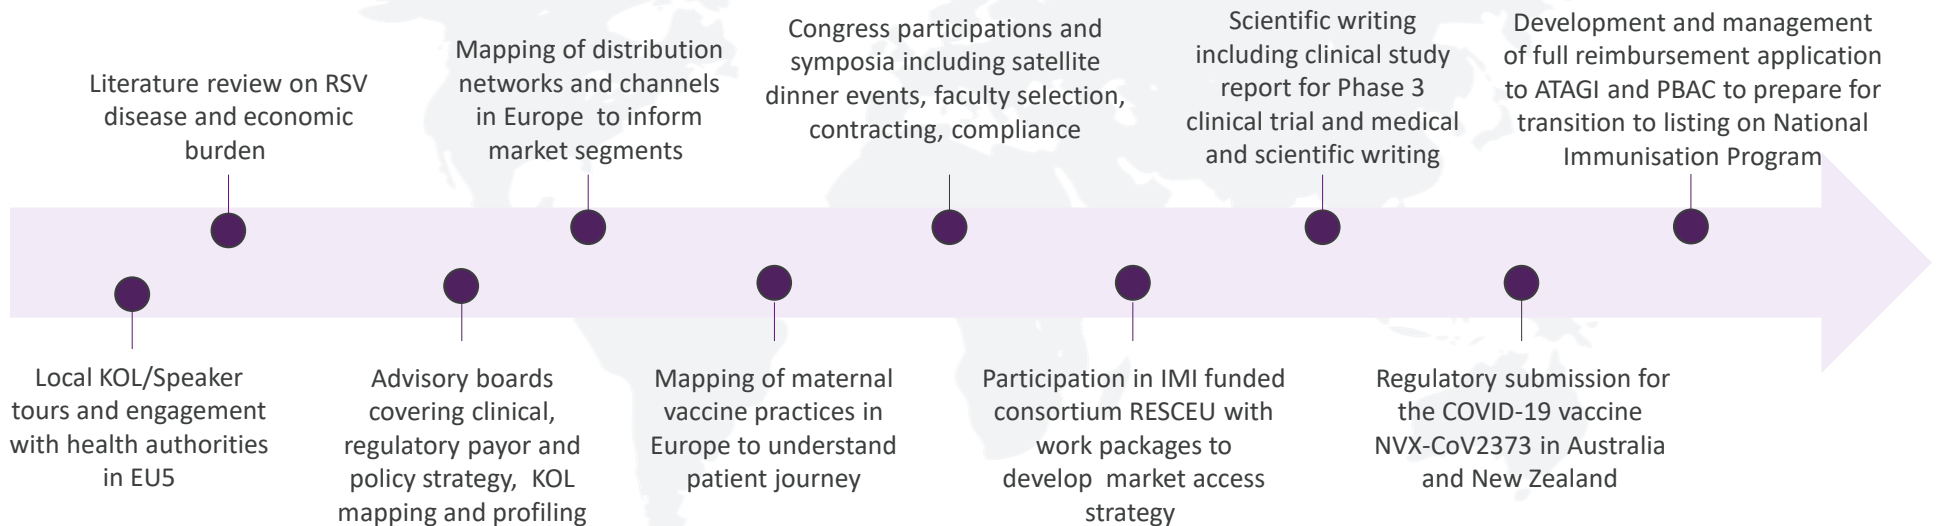 Literature review on RSV
disease and economic
burden
Mapping of distribution
networks and channels
in Europe to inform
market segments
Congress participations and
symposia including satellite
dinner events, faculty selection,
contracting, compliance
Scientific writing
including clinical study
report for Phase 3
clinical trial and medical
and scientific writing
Development and management
of full reimbursement application
to ATAGI and PBAC to prepare for
transition to listing on National
Immunisation Program
Local KOL/Speaker
tours and engagement
with health authorities
in EU5
Advisory boards
covering clinical,
regulatory payor and
policy strategy, KOL
mapping and profiling
Mapping of maternal
vaccine practices in
Europe to understand
patient journey
Participation in IMI funded
consortium RESCEU with
work packages to
develop market access
strategy
Regulatory submission for
the COVID-19 vaccine
NVX-CoV2373 in Australia
and New Zealand